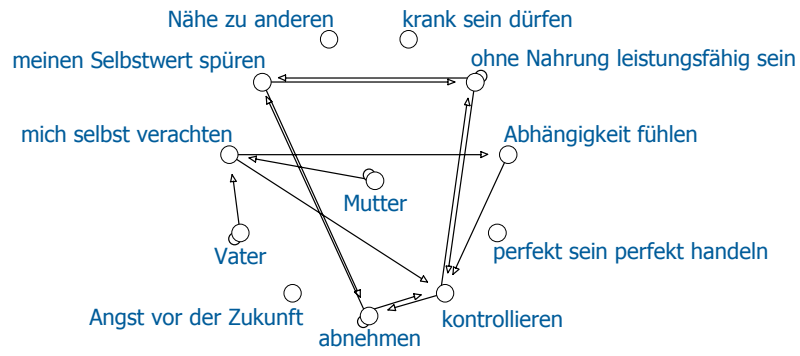 Nähe zu anderen
krank sein dürfen
meinen Selbstwert spüren
ohne Nahrung leistungsfähig sein
mich selbst verachten
Abhängigkeit fühlen
Mutter
Vater
perfekt sein perfekt handeln
Angst vor der Zukunft
abnehmen
kontrollieren